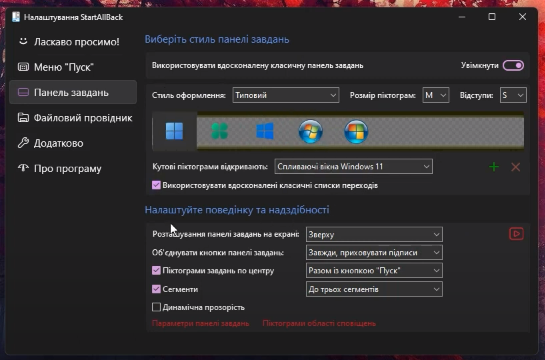 Налаштування StartAllBack
Ласкаво просимо!
Меню "Пуск"
Панель завдань
Файловий провідник
Додатково
Про програму
Виберіть стиль панелі завдань
Використовувати вдосконалену класичну панель завдань
Увімкнути
Стиль оформлення: Типовий Розмір піктограм: M Відступи: S
Кутові піктограми відкривають: Спливаючі вікна Windows 11
Використовувати вдосконалені класичні списки переходів
Налаштуйте поведінку та надздібності
Розташування панелі завдань на екрані: Зверху
Об'єднувати кнопки панелі завдань: Завжди, приховувати підписи
Піктограми завдань по центру Разом із кнопкою "Пуск"
Сегменти До трьох сегментів
Динамічна прозорість
Параметри панелі завдань Піктограми області сповіщень